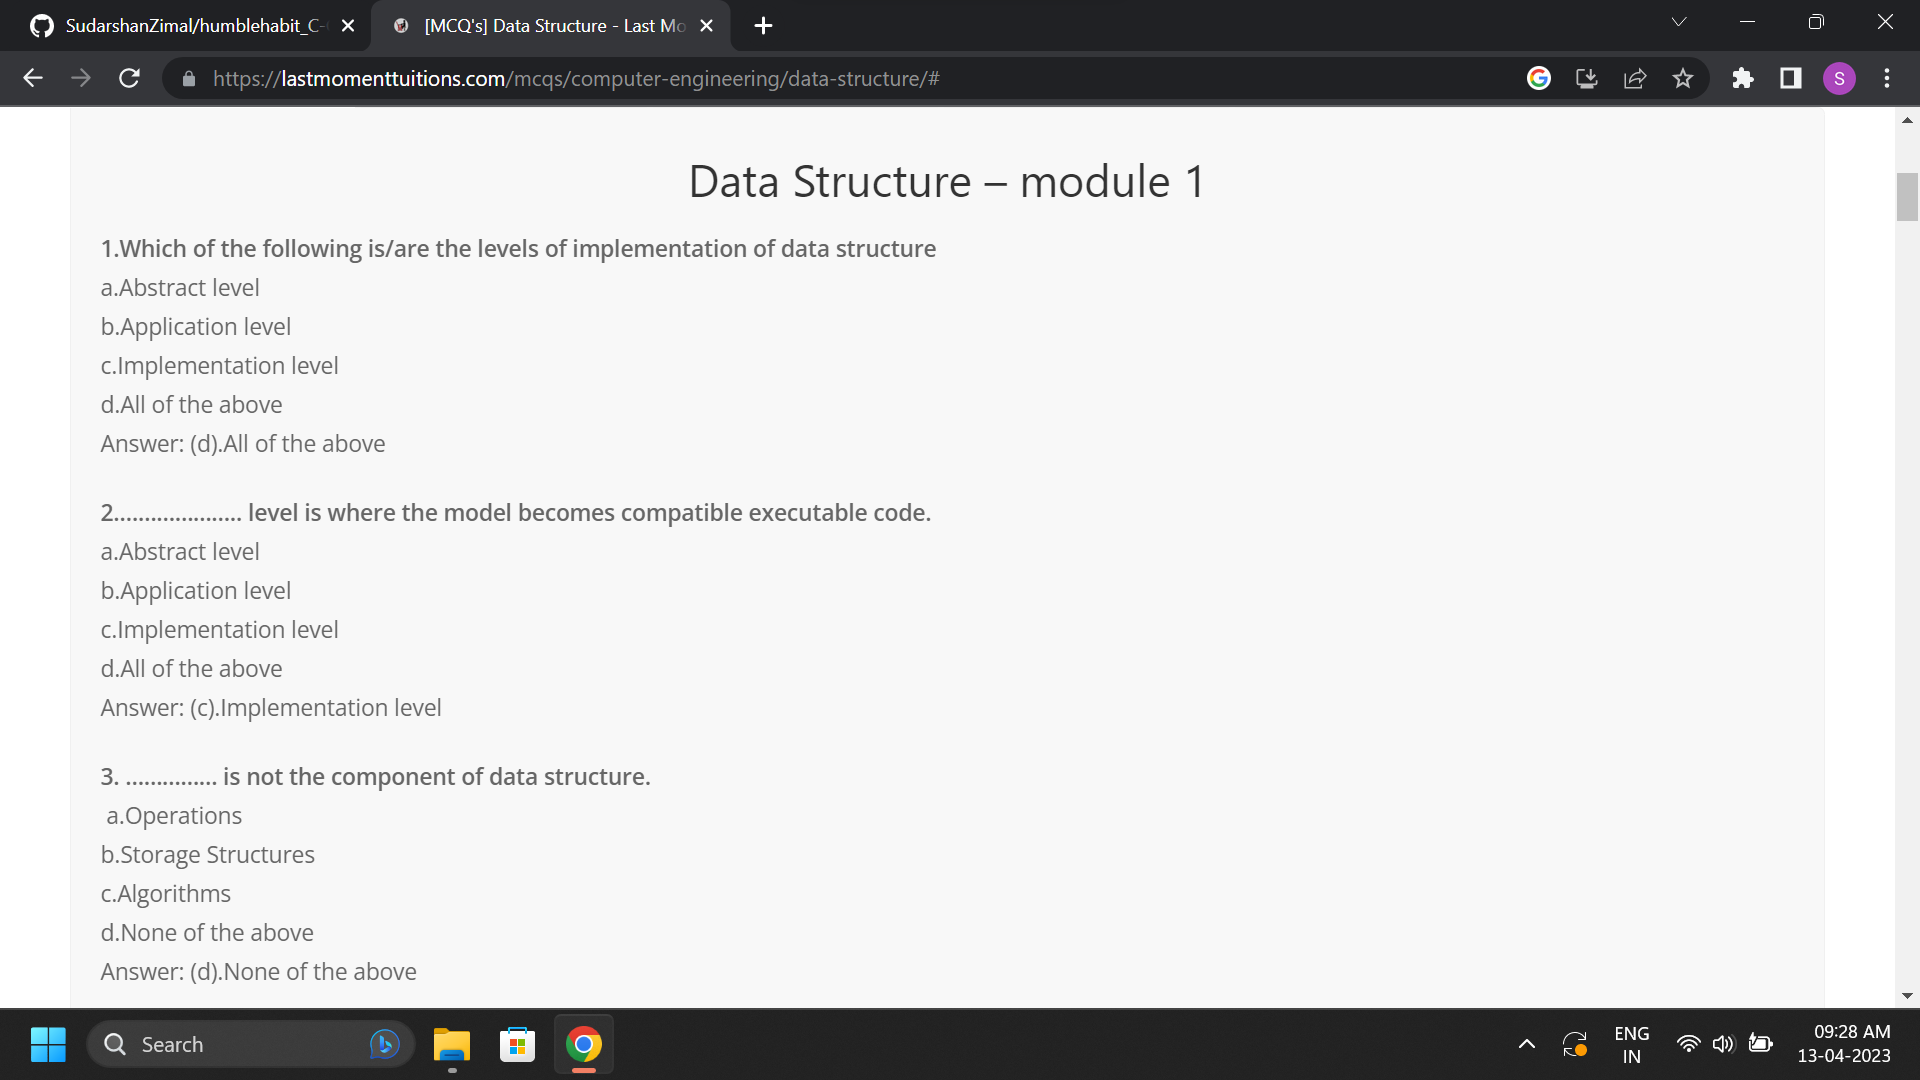 SudarshanZimal/humblehabit_C-
[MCQ's] Data Structure - Last Mo
https://lastmomenttuitions.com/mcqs/computer-engineering/data-structure/#
S
Data Structure – module 1
1.Which of the following is/are the levels of implementation of data structure
a.Abstract level
b.Application level
c.Implementation level
d.All of the above
Answer: (d).All of the above
2..................... level is where the model becomes compatible executable code.
a.Abstract level
b.Application level
c.Implementation level
d.All of the above
Answer: (c).Implementation level
3. ............... is not the component of data structure.
a.Operations
b.Storage Structures
c.Algorithms
d.None of the above
Answer: (d).None of the above
Search
ENG
IN
09:28 AM
13-04-2023